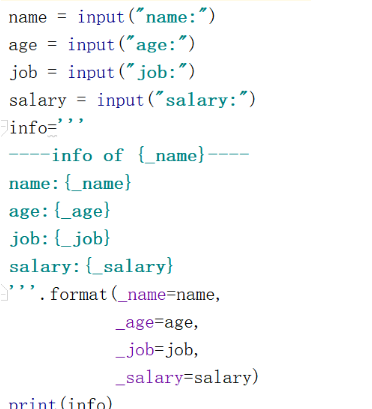 name = input("name:")
age = input("age:")
job = input("job:")
salary = input("salary:")
info='''
----info of {_name}----
name:{_name}
age:{_age}
job:{_job}
salary:{_salary}
'''.format(_name=name,
_age=age,
_job=job,
_salary=salary)
print(info)